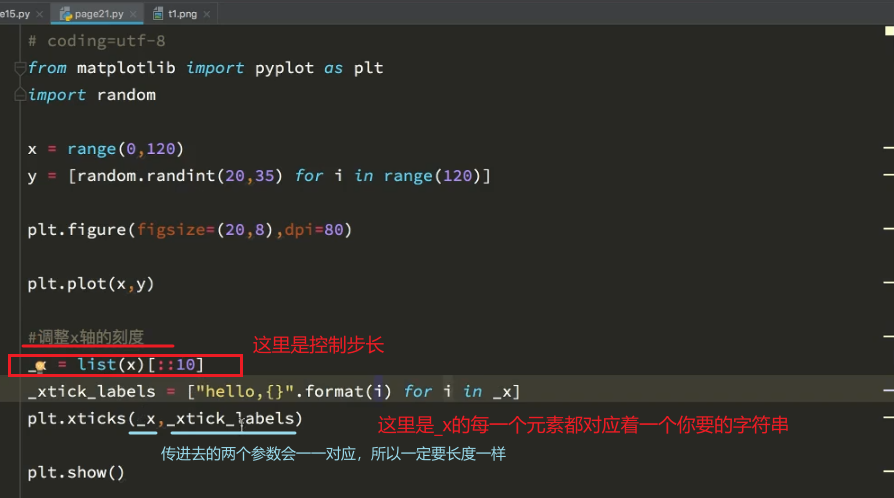 e15.py × page21.py × t1.png ×
# coding=utf-8
from matplotlib import pyplot as plt
import random
x = range(0,120)
y = [random.randint(20,35) for i in range(120)]
plt.figure(figsize=(20,8),dpi=80)
plt.plot(x,y)
#调整x轴的刻度
这里是控制步长
_x = list(x)[::10]
_xtick_labels = ["hello,{}".format(i) for i in _x]
plt.xticks(_x,_xtick_labels)
这里是_x的每一个元素都对应着一个你要的字符串
传进去的两个参数会一一对应，所以一定要长度一样
plt.show()